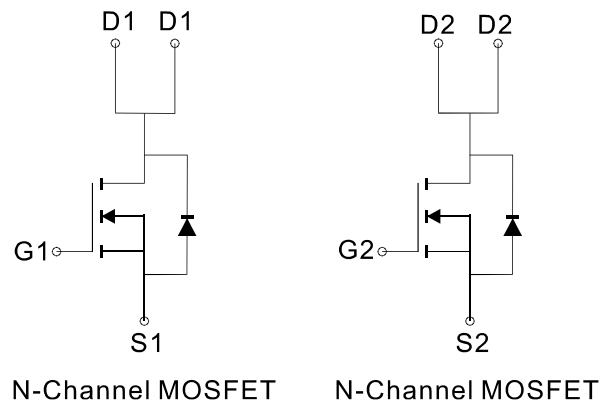 D1 D1 D2 D2
G1 G2
S1 S2
N-Channel MOSFET N-Channel MOSFET